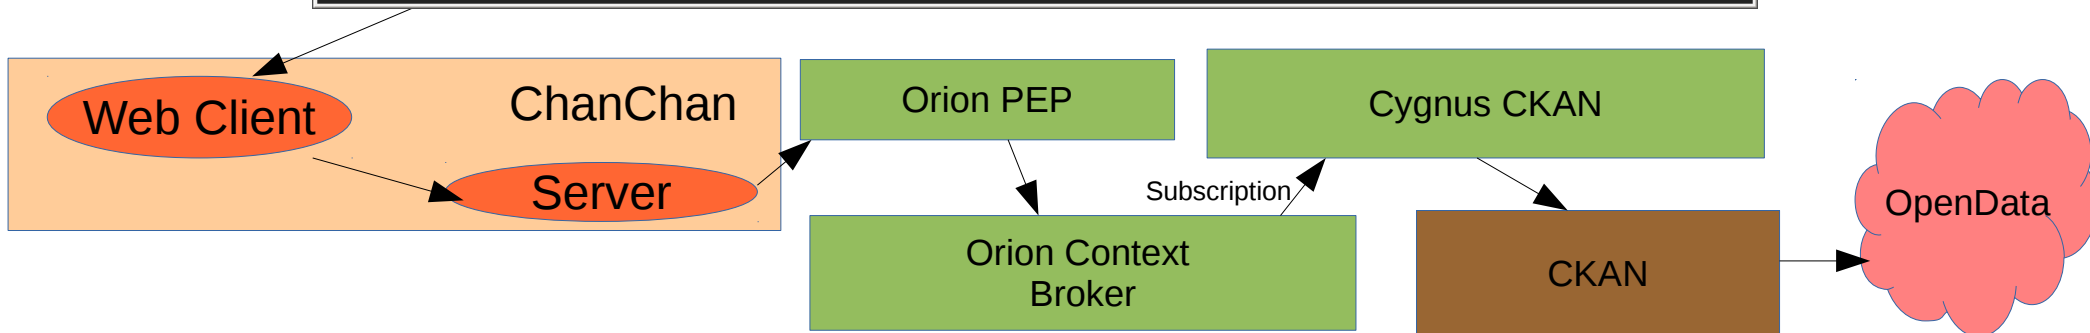 Web Client
ChanChan
Server
Orion PEP
Orion Context
Broker
Subscription
Cygnus CKAN
CKAN
OpenData